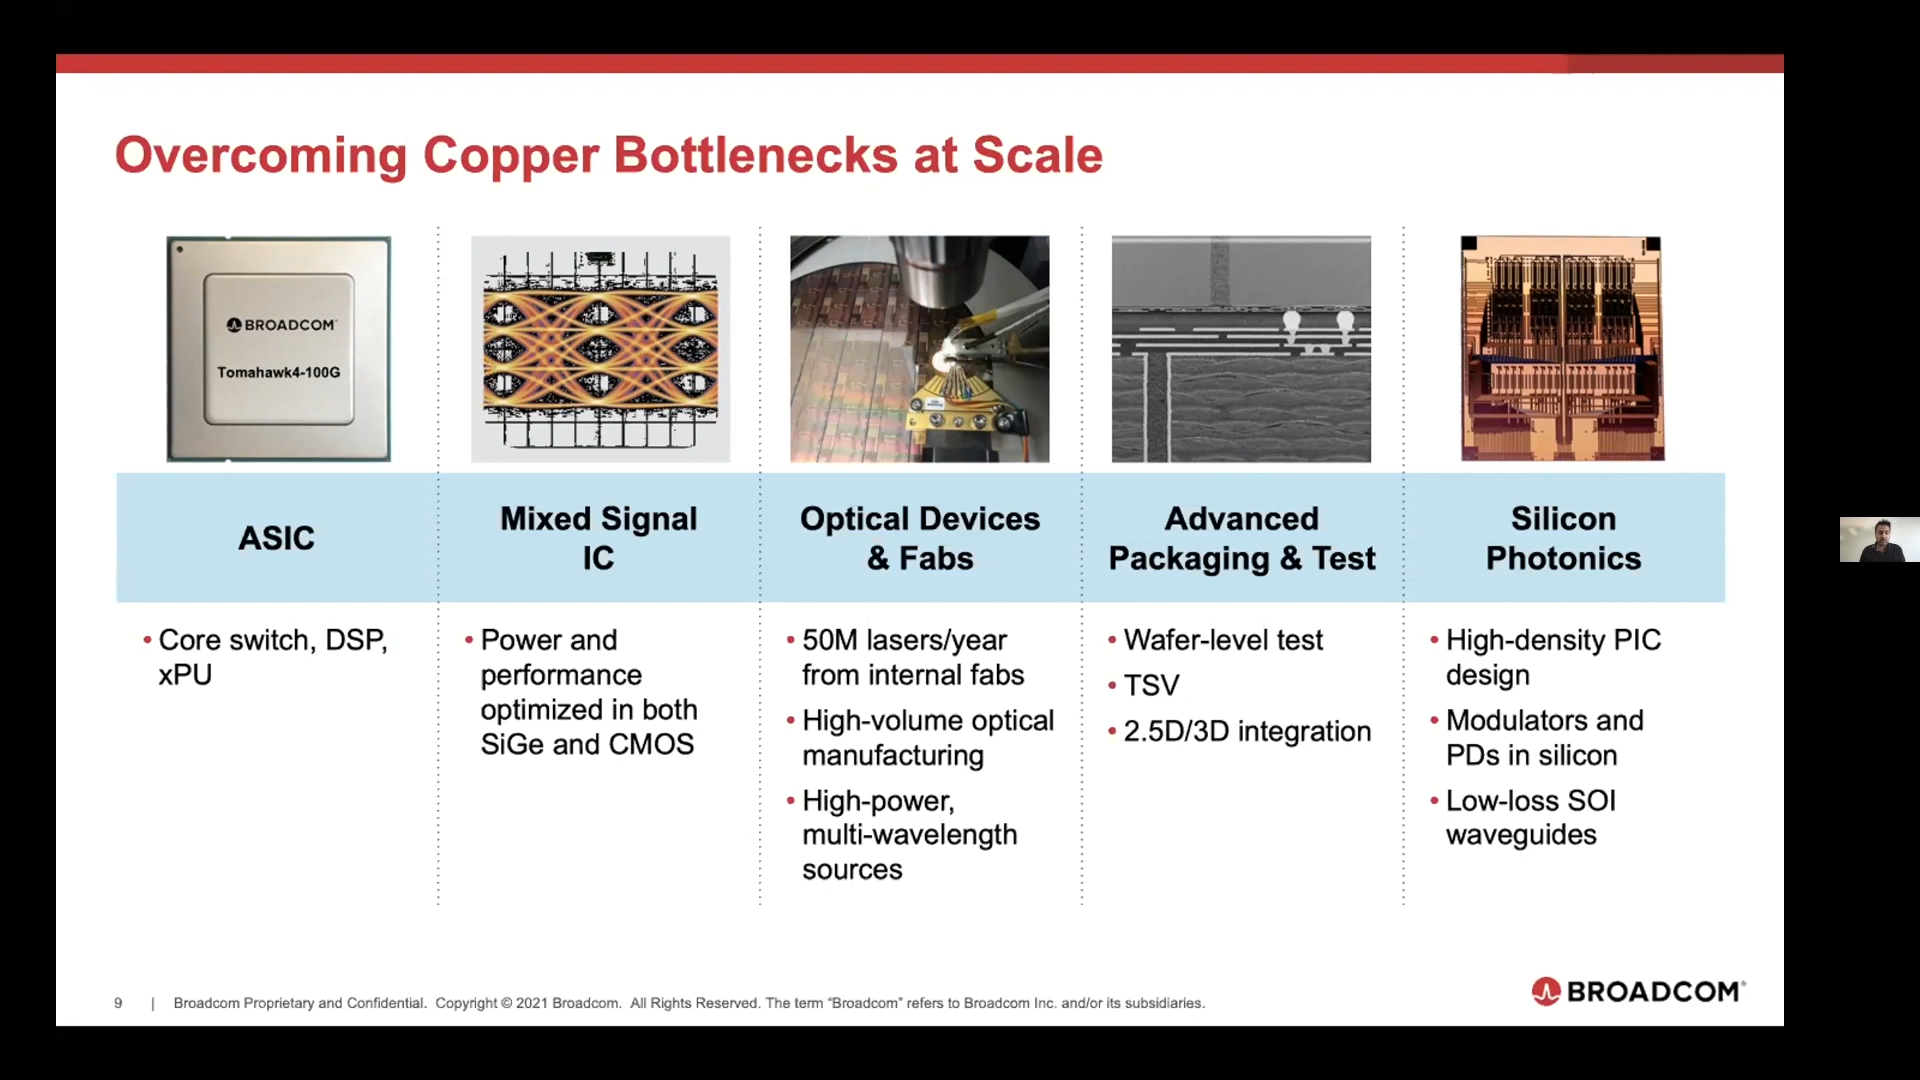 Overcoming Copper Bottlenecks at Scale
BROADCOM
Tomahawk4-100G
ASIC
• Core switch, DSP,
xPU
Mixed Signal
IC
• Power and
performance
optimized in both
SiGe and CMOS
Optical Devices
& Fabs
• 50M lasers/year
from internal fabs
• High-volume optical
manufacturing
• High-power,
multi-wavelength
sources
Advanced
Packaging & Test
• Wafer-level test
• TSV
• 2.5D/3D integration
Silicon
Photonics
• High-density PIC
design
• Modulators and
PDs in silicon
• Low-loss SOI
waveguides
9 | Broadcom Proprietary and Confidential. Copyright © 2021 Broadcom. All Rights Reserved. The term “Broadcom” refers to Broadcom Inc. and/or its subsidiaries.
BROADCOM®